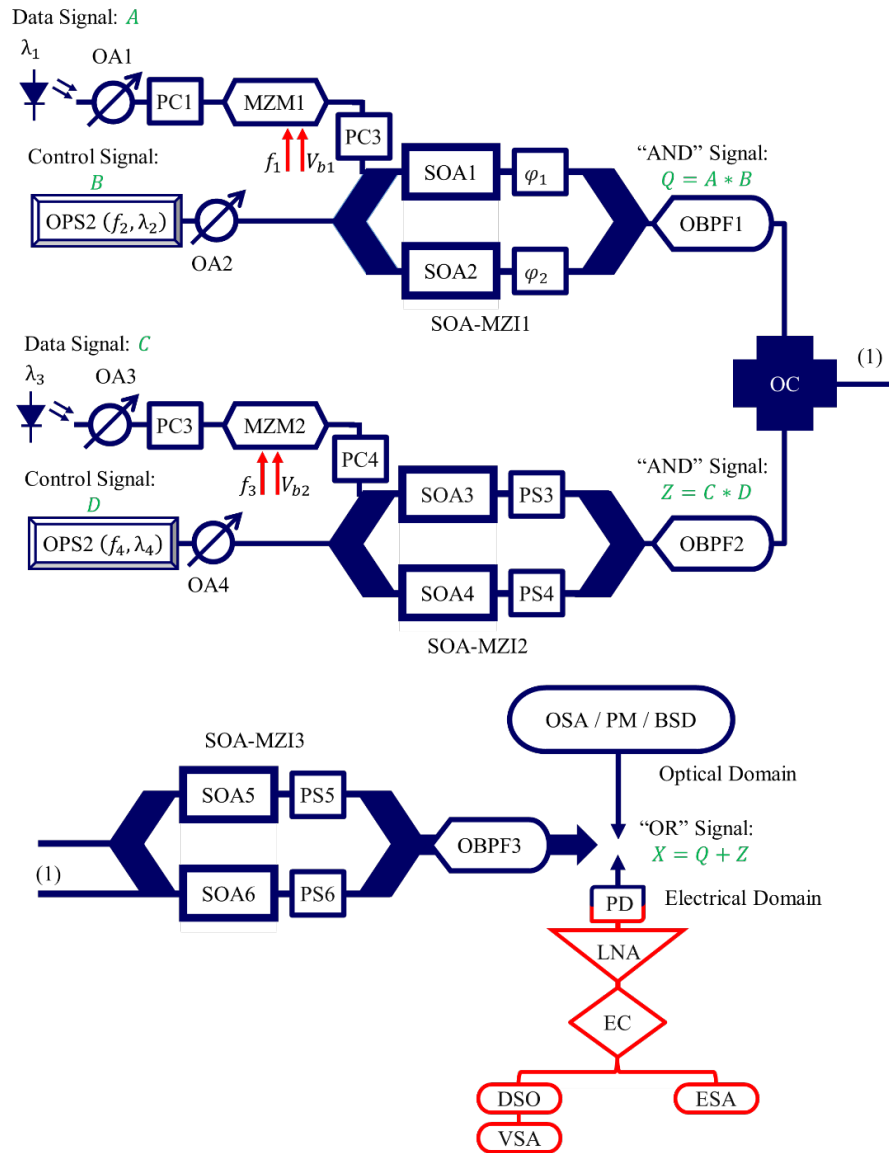 Data Signal: A
λ₁
OA1
PC1
MZM1
PC3
f₁
V_b1
Control Signal:
B
OPS2 (f₂, λ₂)
OA2
SOA1
φ₁
SOA2
φ₂
SOA-MZI1
"AND" Signal:
Q = A ∗ B
OBPF1
Data Signal: C
λ₃
OA3
PC3
MZM2
PC4
f₃
V_b2
Control Signal:
D
OPS2 (f₄, λ₄)
OA4
SOA3
PS3
SOA4
PS4
SOA-MZI2
"AND" Signal:
Z = C ∗ D
OBPF2
OC
(1)
SOA-MZI3
(1)
SOA5
PS5
SOA6
PS6
OBPF3
OSA / PM / BSD
Optical Domain
"OR" Signal:
X = Q + Z
Electrical Domain
PD
LNA
EC
DSO
ESA
VSA